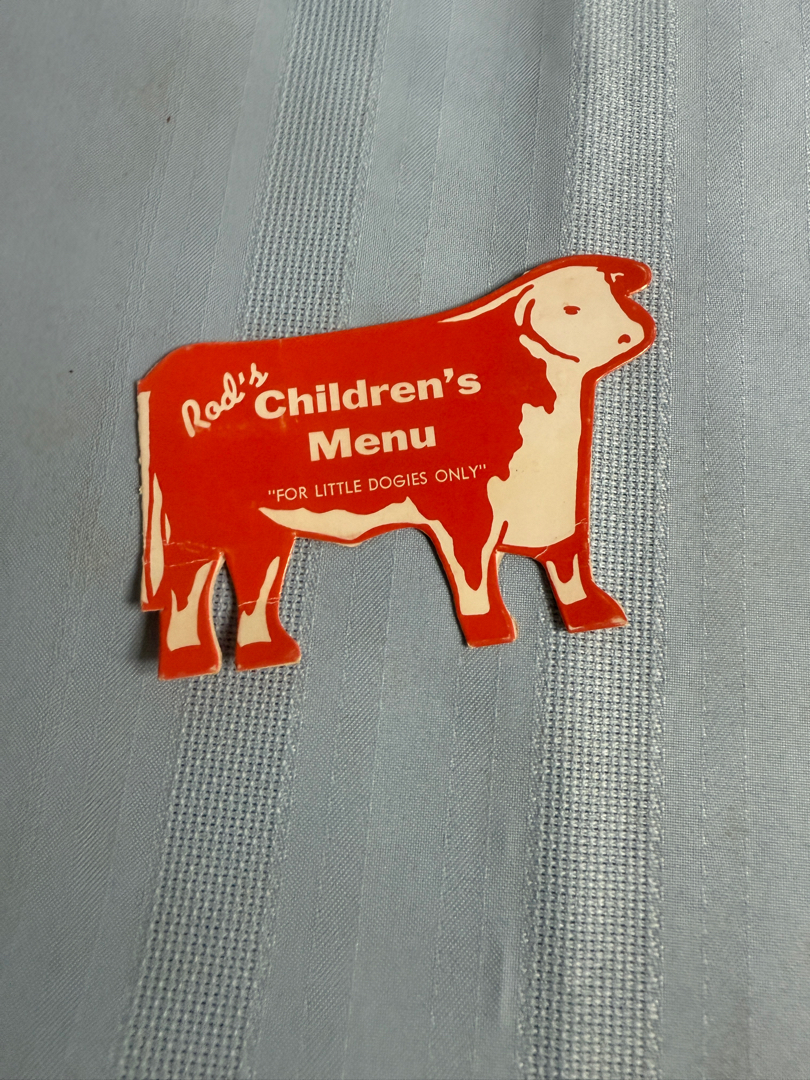 Rod's
Children's
Menu
"FOR LITTLE DOGIES ONLY"